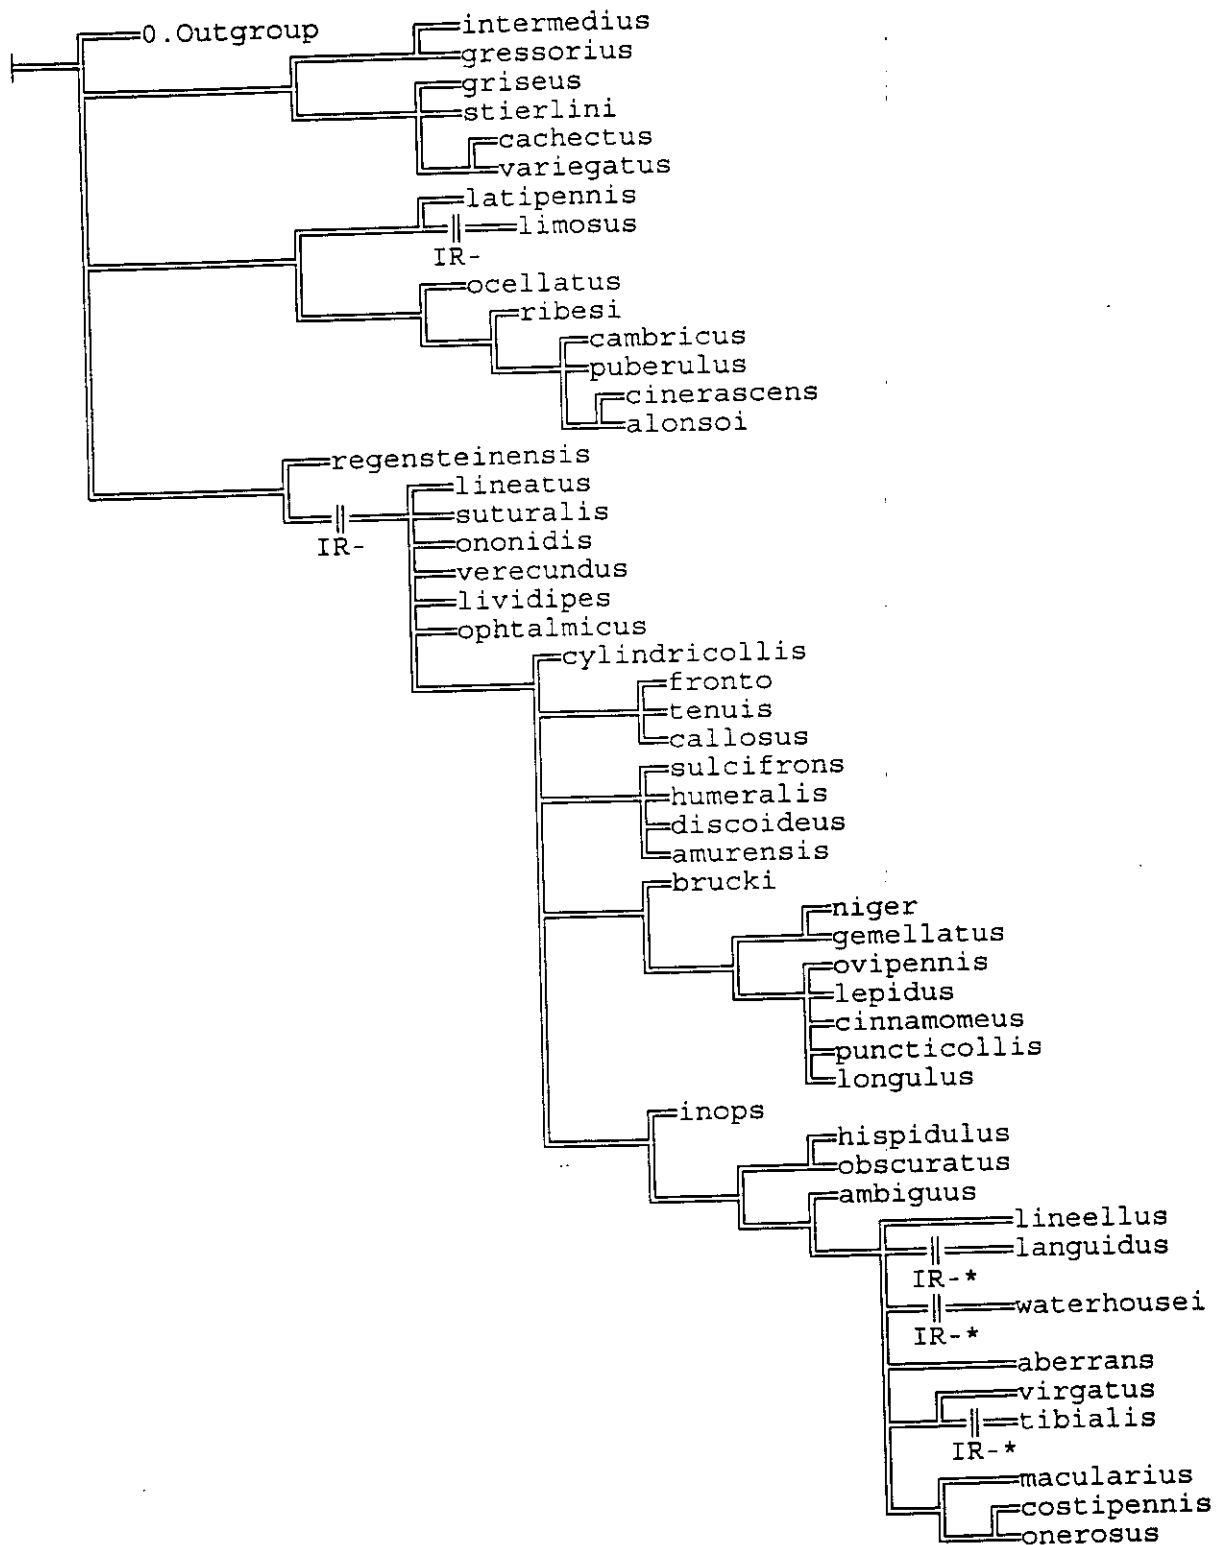 0.Outgroup
intermedius
gressorius
griseus
stierlini
cachectus
variegatus
latipennis
limosus
IR-
ocellatus
ribesi
cambricus
puberulus
cinerascens
alonsoi
regensteinensis
lineatus
suturalis
IR-
ononidis
verecundus
lividipes
ophtalmicus
cylindricollis
fronto
tenuis
callosus
sulcifrons
humeralis
discoideus
amurensis
brucki
niger
gemellatus
ovipennis
lepidus
cinnamomeus
puncticollis
longulus
inops
hispidulus
obscuratus
ambiguus
lineellus
languidus
IR-*
waterhousei
IR-*
aberrans
virgatus
tibialis
IR-*
macularius
costipennis
onerosus